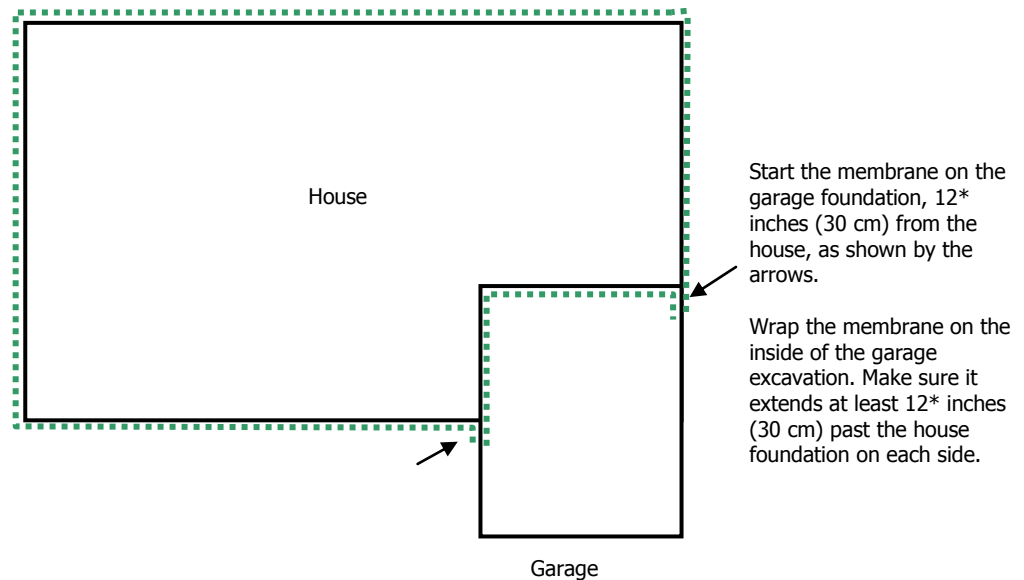 House
Start the membrane on the
garage foundation, 12*
inches (30 cm) from the
house, as shown by the
arrows.
Wrap the membrane on the
inside of the garage
excavation. Make sure it
extends at least 12* inches
(30 cm) past the house
foundation on each side.
Garage